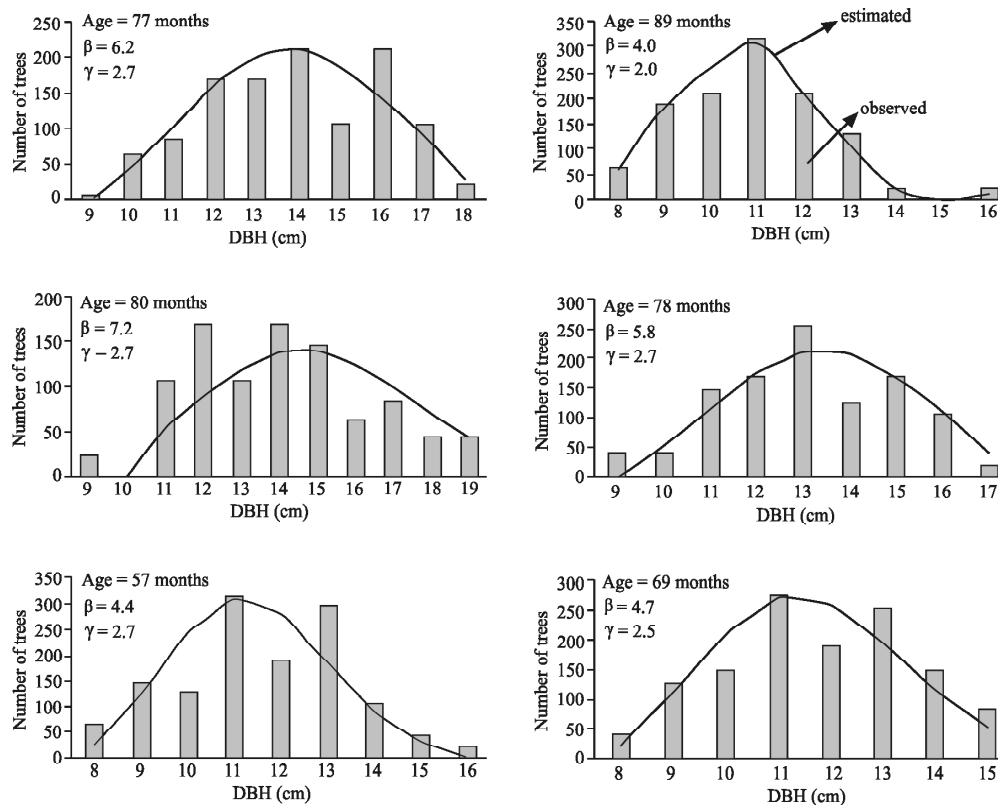 Age = 77 months
β = 6.2
γ = 2.7
Number of trees
250
200
150
100
50
0
9 10 11 12 13 14 15 16 17 18
DBH (cm)
Age = 89 months
β = 4.0
γ = 2.0
estimated
observed
Number of trees
350
300
250
200
150
100
50
0
8 9 10 11 12 13 14 15 16
DBH (cm)
Age = 80 months
β = 7.2
γ – 2.7
Number of trees
200
150
100
50
0
9 10 11 12 13 14 15 16 17 18 19
DBH (cm)
Age = 78 months
β = 5.8
γ = 2.7
Number of trees
300
250
200
150
100
50
0
9 10 11 12 13 14 15 16 17
DBH (cm)
Age = 57 months
β = 4.4
γ = 2.7
Number of trees
350
300
250
200
150
100
50
0
8 9 10 11 12 13 14 15 16
DBH (cm)
Age = 69 months
β = 4.7
γ = 2.5
Number of trees
300
250
200
150
100
50
0
8 9 10 11 12 13 14 15
DBH (cm)